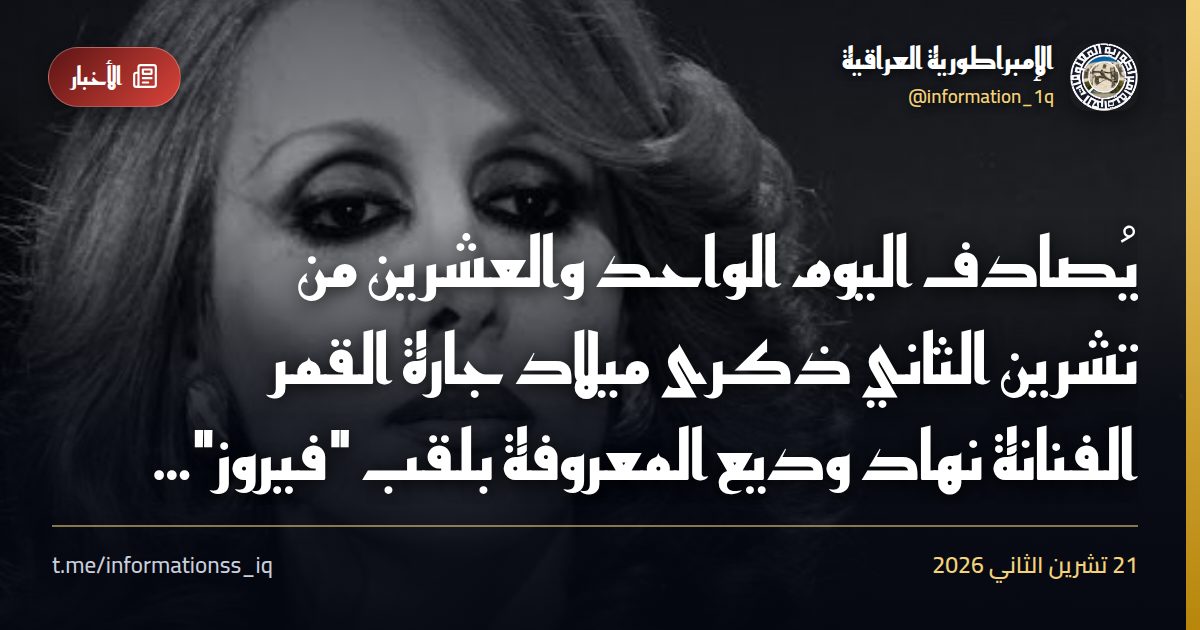 الإمبراطورية العراقية
@information_1q
الأخبار
يُصادف اليوم الواحد والعشرين من
تشرين الثاني ذكرى ميلاد جارة القمر
الفنانة نهاد وديع المعروفة بلقب "فيروز"...
21 تشرين الثاني 2026
t.me/informationss_iq